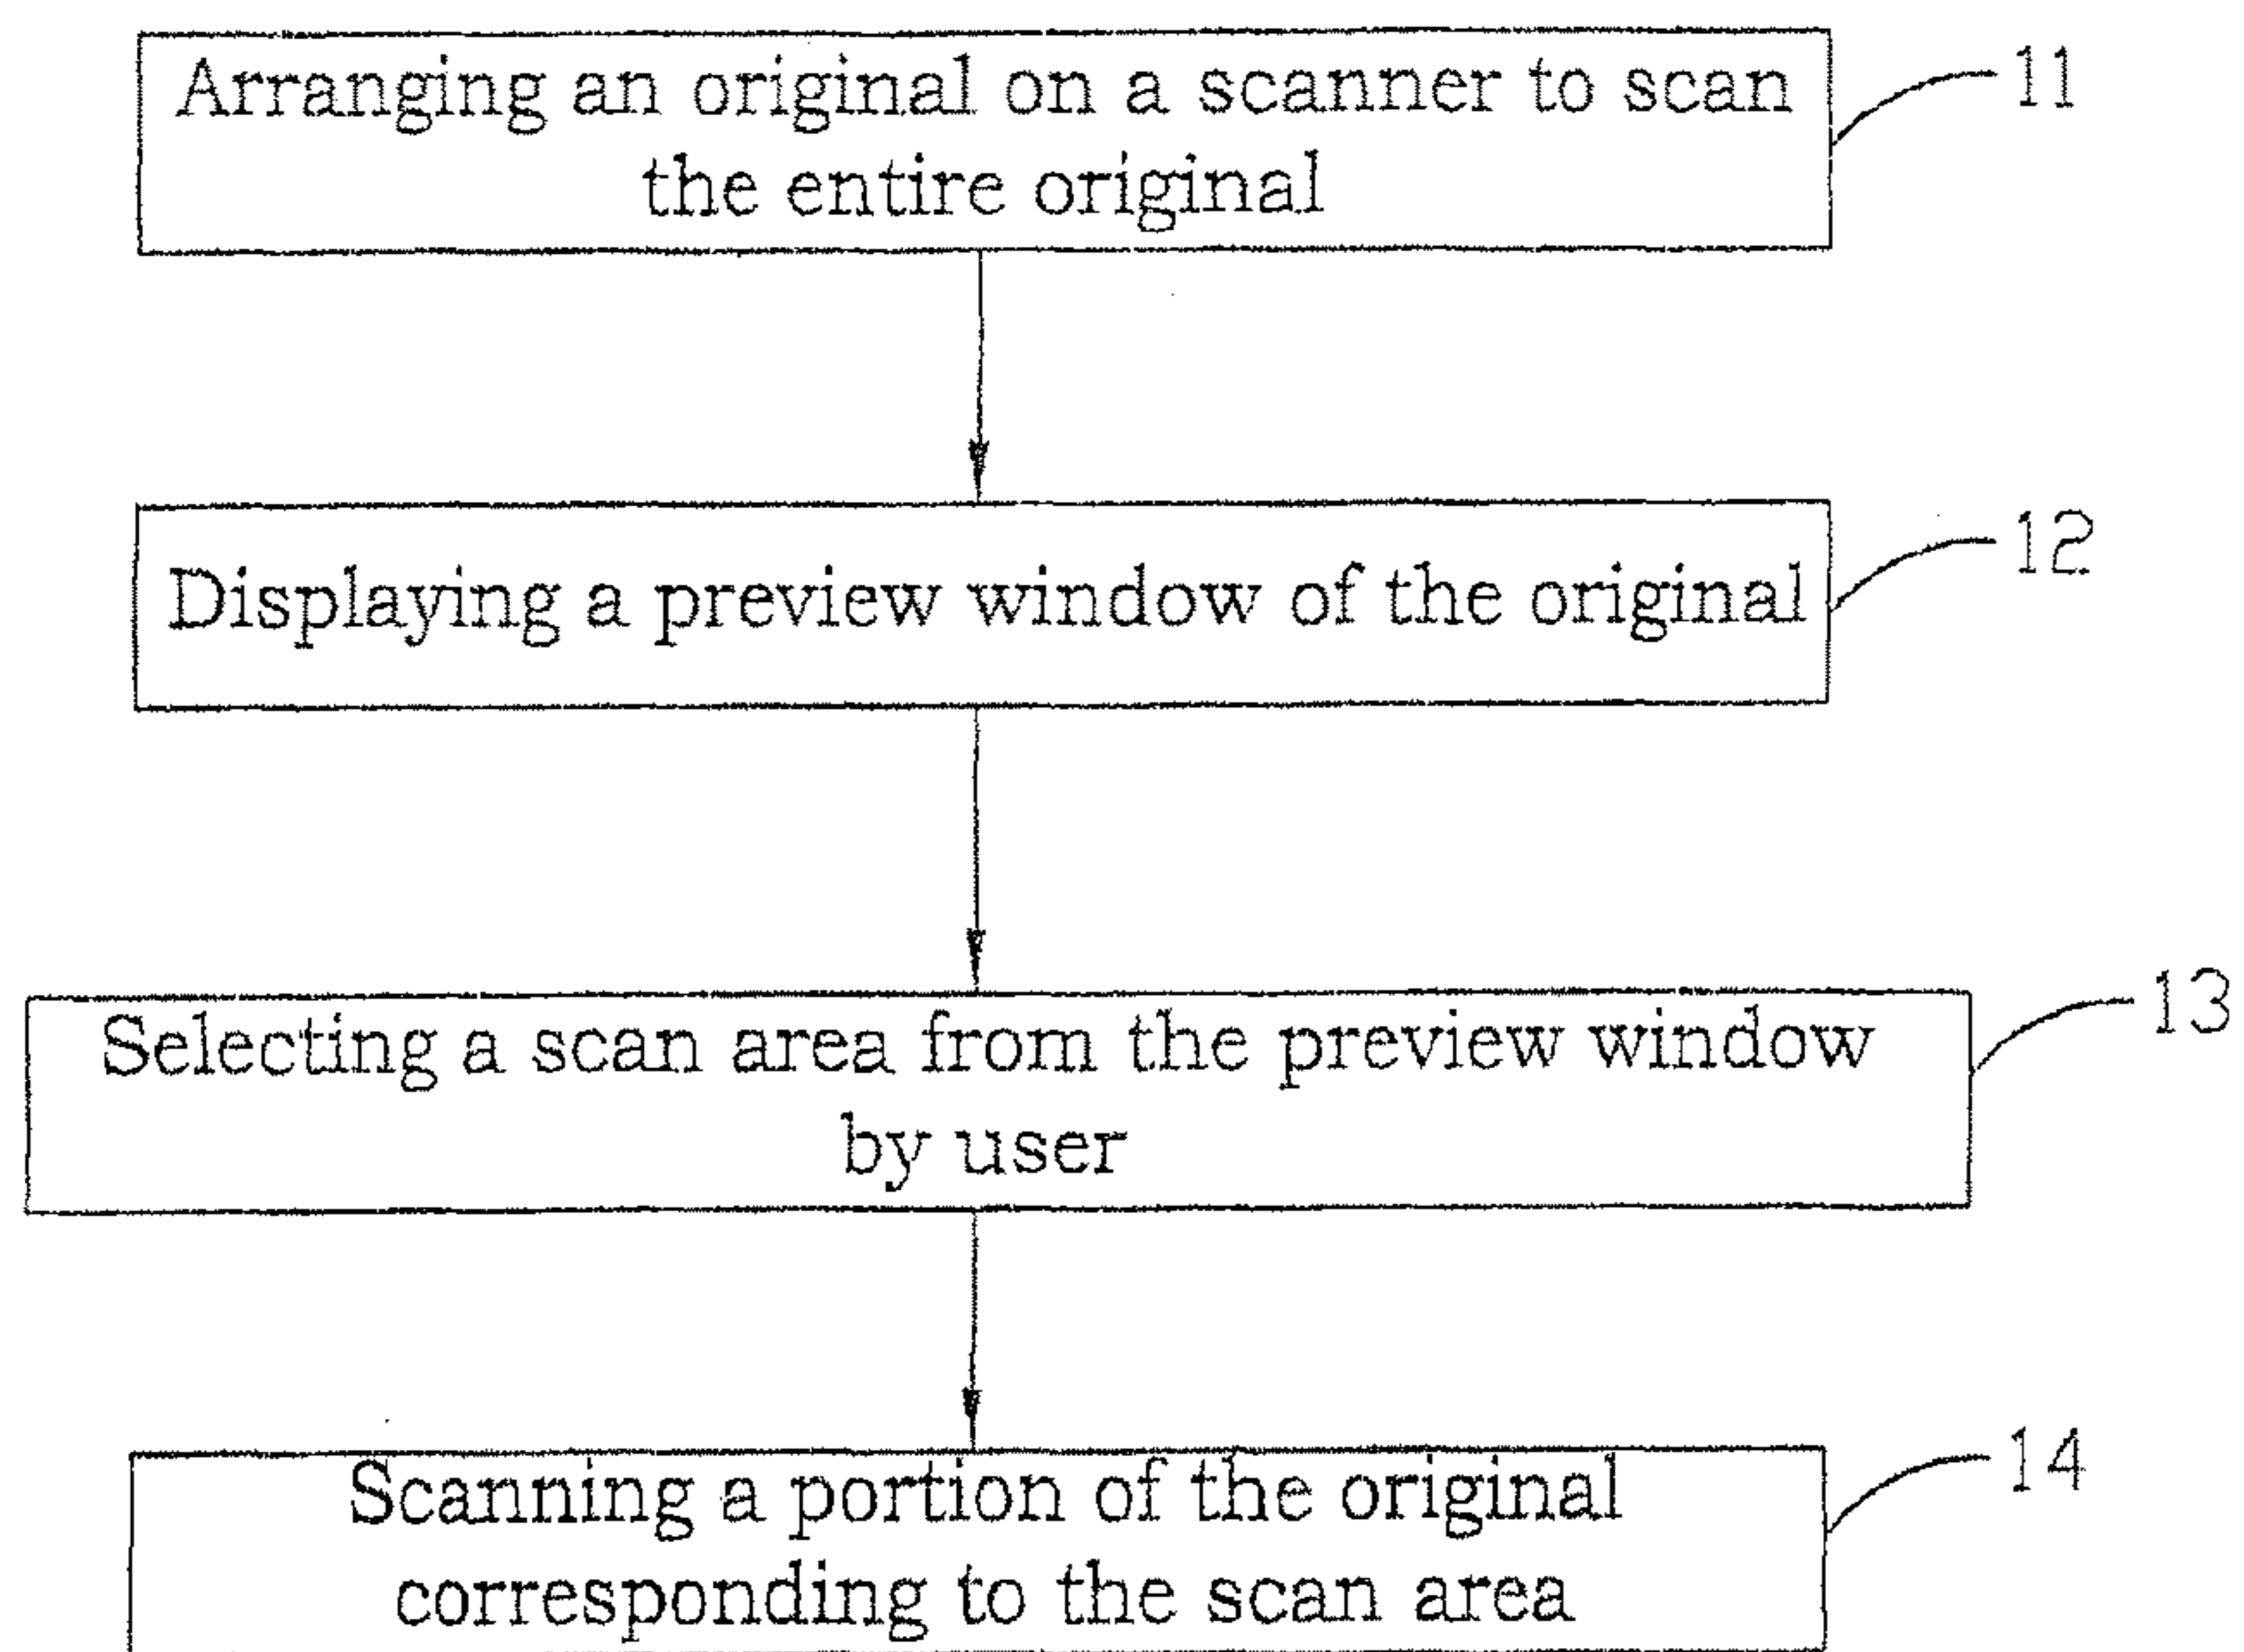 Arranging an original on a scanner to scan
the entire original
11
Displaying a preview window of the original
12
Selecting a scan area from the preview window
by user
13
Scanning a portion of the original
corresponding to the scan area
14